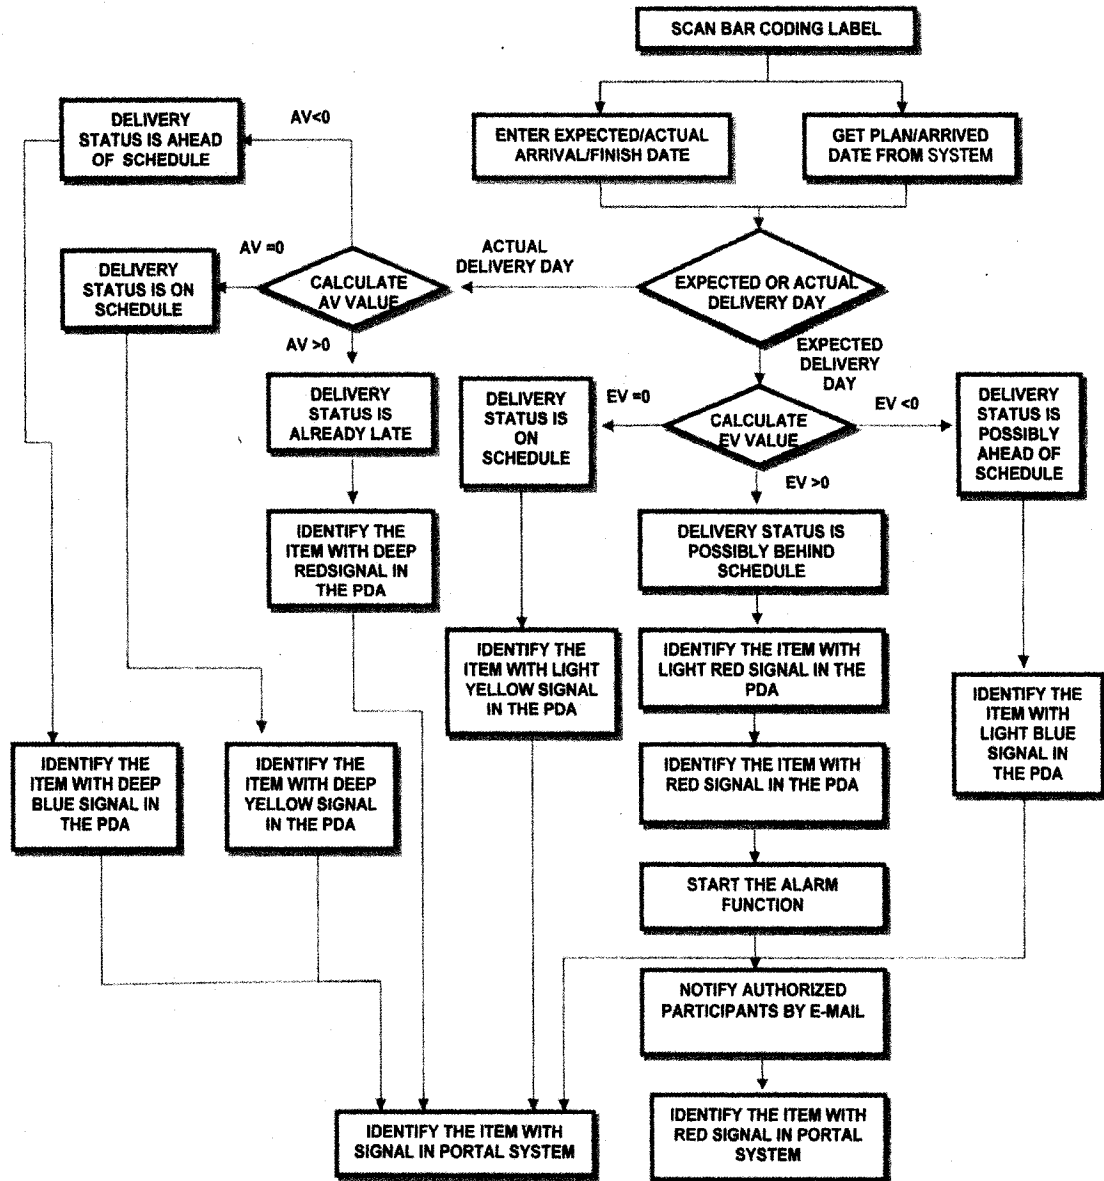 SCAN BAR CODING LABEL
ENTER EXPECTED/ACTUAL
ARRIVAL/FINISH DATE
GET PLAN/ARRIVED
DATE FROM SYSTEM
DELIVERY
STATUS IS AHEAD
OF SCHEDULE
AV<0
AV =0
DELIVERY
STATUS IS ON
SCHEDULE
CALCULATE
AV VALUE
ACTUAL
DELIVERY DAY
EXPECTED OR ACTUAL
DELIVERY DAY
AV >0
EXPECTED
DELIVERY
DAY
DELIVERY
STATUS IS
ALREADY LATE
DELIVERY
STATUS IS
ON
SCHEDULE
EV =0
CALCULATE
EV VALUE
EV <0
DELIVERY
STATUS IS
POSSIBLY
AHEAD OF
SCHEDULE
EV >0
IDENTIFY THE
ITEM WITH DEEP
REDSIGNAL IN
THE PDA
DELIVERY STATUS IS
POSSIBLY BEHIND
SCHEDULE
IDENTIFY THE
ITEM WITH LIGHT
YELLOW SIGNAL
IN THE PDA
IDENTIFY THE ITEM WITH
LIGHT RED SIGNAL IN THE
PDA
IDENTIFY THE
ITEM WITH
LIGHT BLUE
SIGNAL IN
THE PDA
IDENTIFY THE
ITEM WITH DEEP
BLUE SIGNAL IN
THE PDA
IDENTIFY THE
ITEM WITH DEEP
YELLOW SIGNAL
IN THE PDA
IDENTIFY THE ITEM WITH
RED SIGNAL IN THE PDA
START THE ALARM
FUNCTION
NOTIFY AUTHORIZED
PARTICIPANTS BY E-MAIL
IDENTIFY THE ITEM WITH
SIGNAL IN PORTAL SYSTEM
IDENTIFY THE ITEM WITH
RED SIGNAL IN PORTAL
SYSTEM